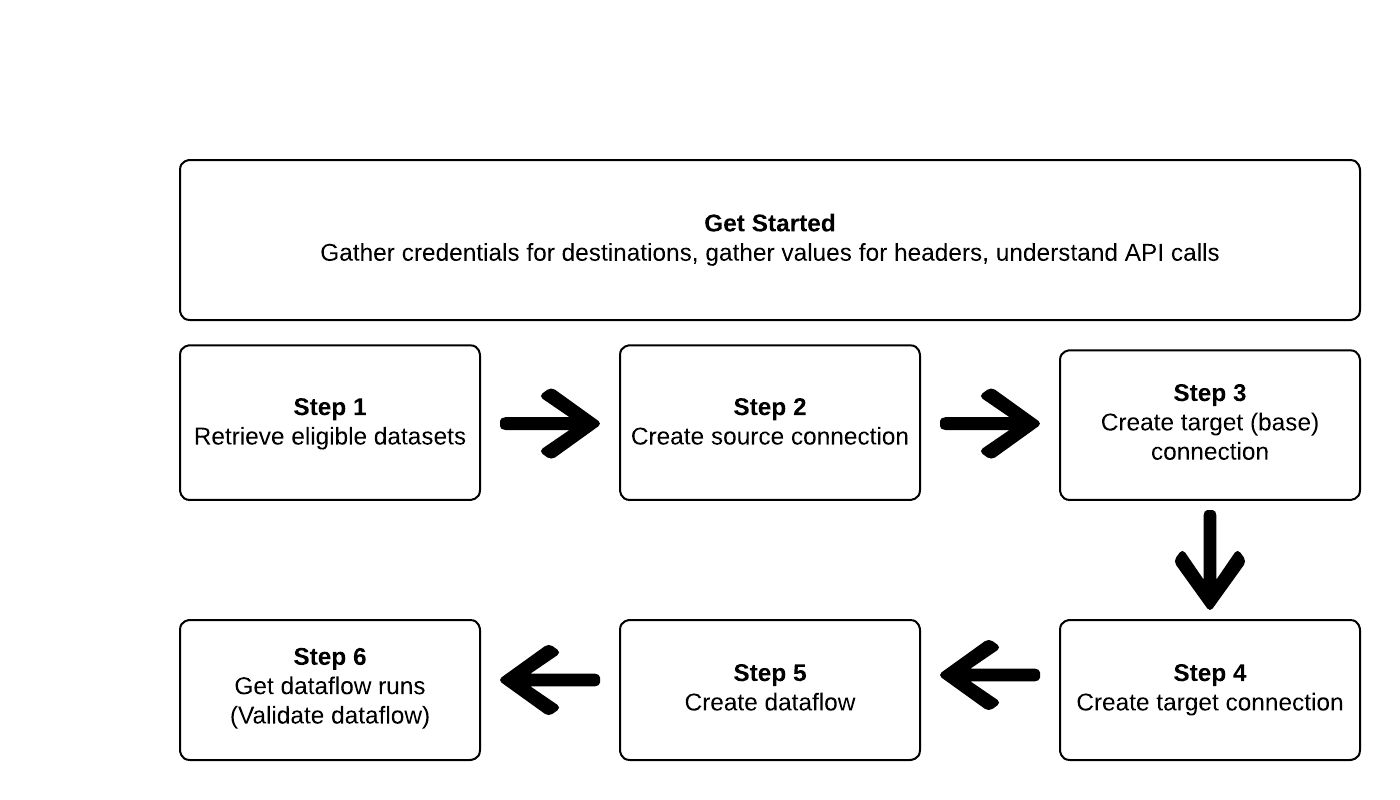 Get Started
Gather credentials for destinations, gather values for headers, understand API calls
Step 1
Retrieve eligible datasets
Step 2
Create source connection
Step 3
Create target (base)
connection
Step 4
Create target connection
Step 5
Create dataflow
Step 6
Get dataflow runs
(Validate dataflow)